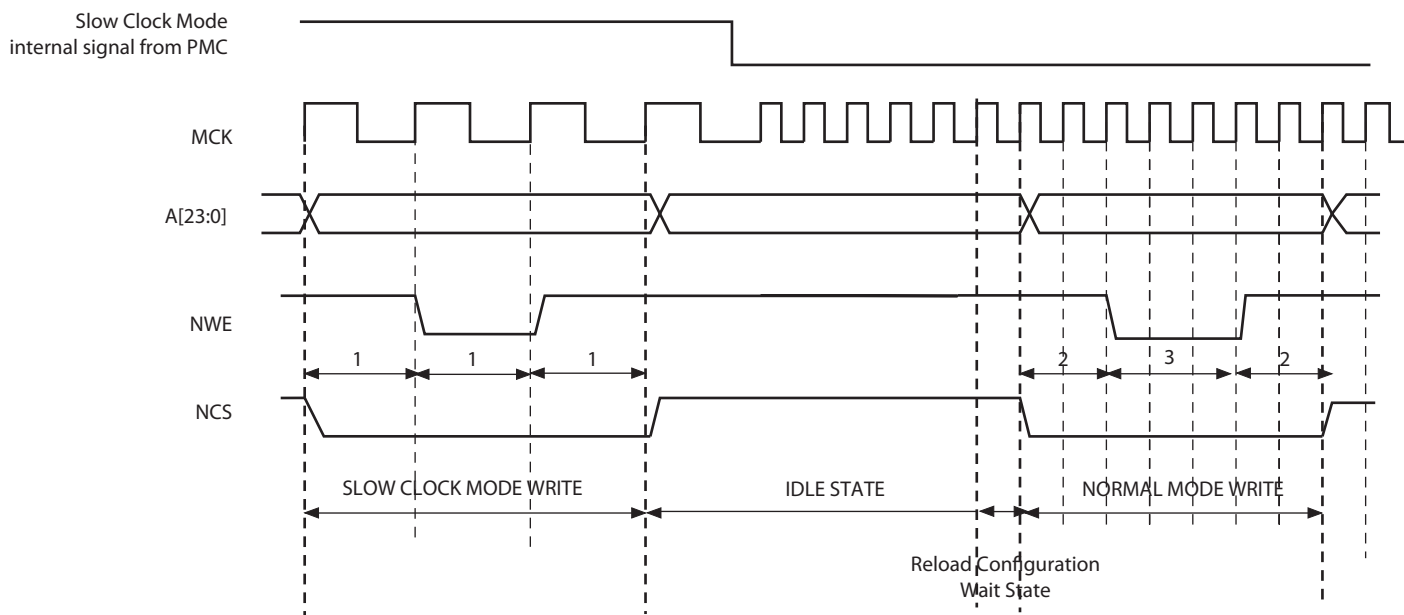 Slow Clock Mode
internal signal from PMC
MCK
A[23:0]
NWE
1 1 1 2 3 2
NCS
SLOW CLOCK MODE WRITE IDLE STATE NORMAL MODE WRITE
Reload Configuration
Wait State